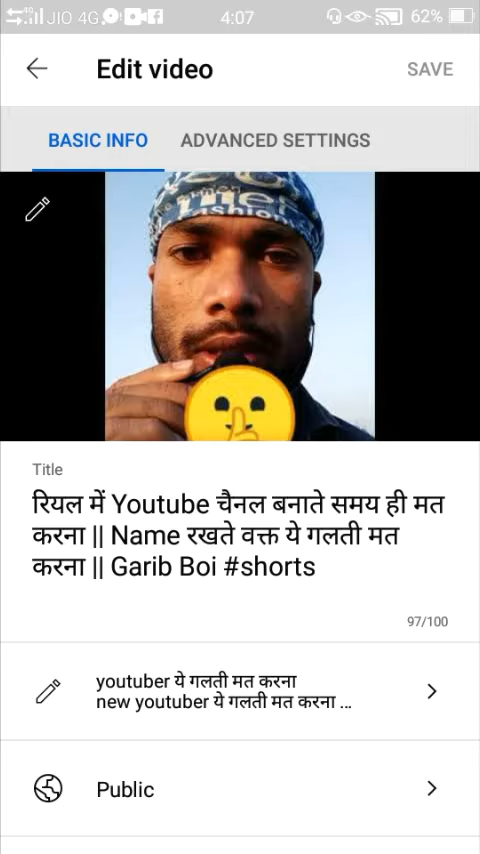 JIO 4G 4:07 62%
Edit video SAVE
BASIC INFO ADVANCED SETTINGS
Fashion
Title
रियल में Youtube चैनल बनाते समय ही मत
करना || Name रखते वक्त ये गलती मत
करना || Garib Boi #shorts
97/100
youtuber ये गलती मत करना
new youtuber ये गलती मत करना ...
Public